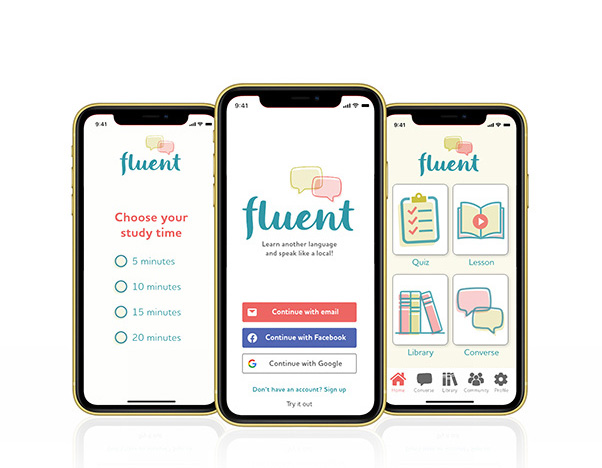 9:41
fluent
Choose your
study time
5 minutes
10 minutes
15 minutes
20 minutes
9:41
fluent
Learn another language
and speak like a local!
Continue with email
Continue with Facebook
Continue with Google
Don't have an account? Sign up
Try it out
9:41
fluent
Quiz
Lesson
Library
Converse
Home
Converse
Library
Community
Profile